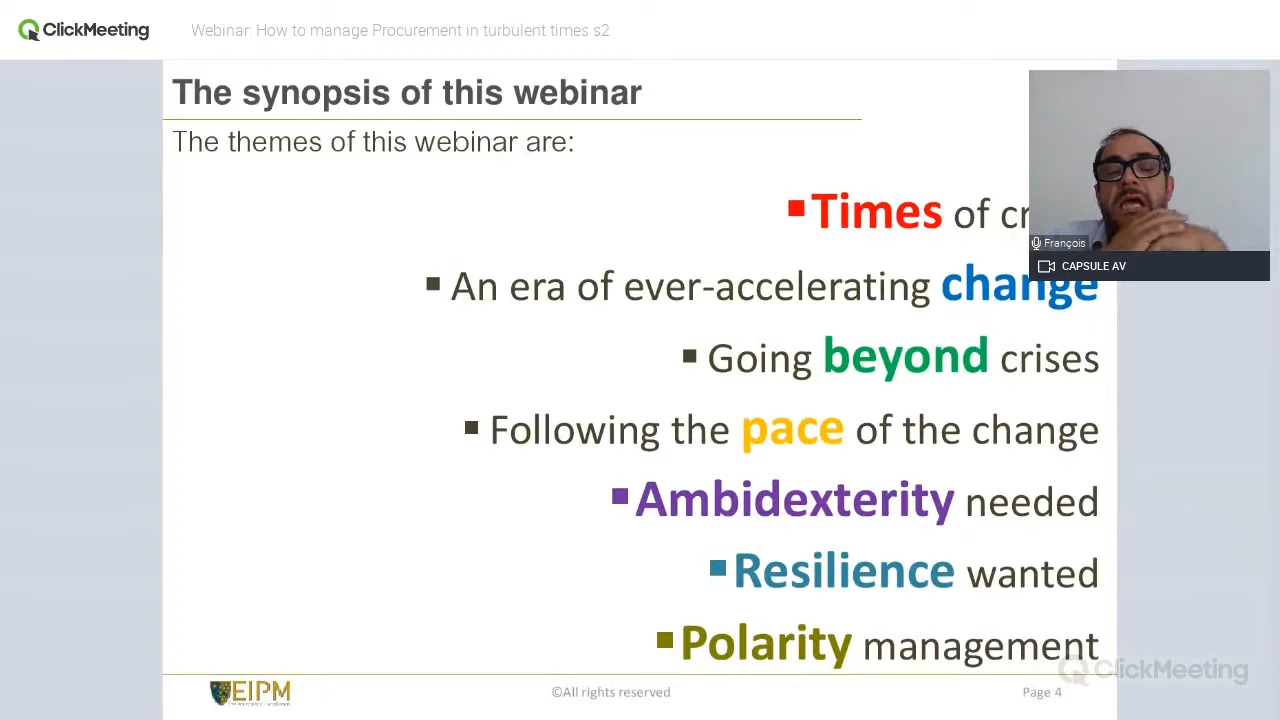 ClickMeeting
Webinar: How to manage Procurement in turbulent times s2
The synopsis of this webinar
The themes of this webinar are:
▪Times of
▪An era of ever-accelerating change
▪Going beyond crises
▪Following the pace of the change
▪Ambidexterity needed
▪Resilience wanted
▪Polarity management
François
CAPSULE AV
ClickMeeting
EIPM
©All rights reserved
Page 4